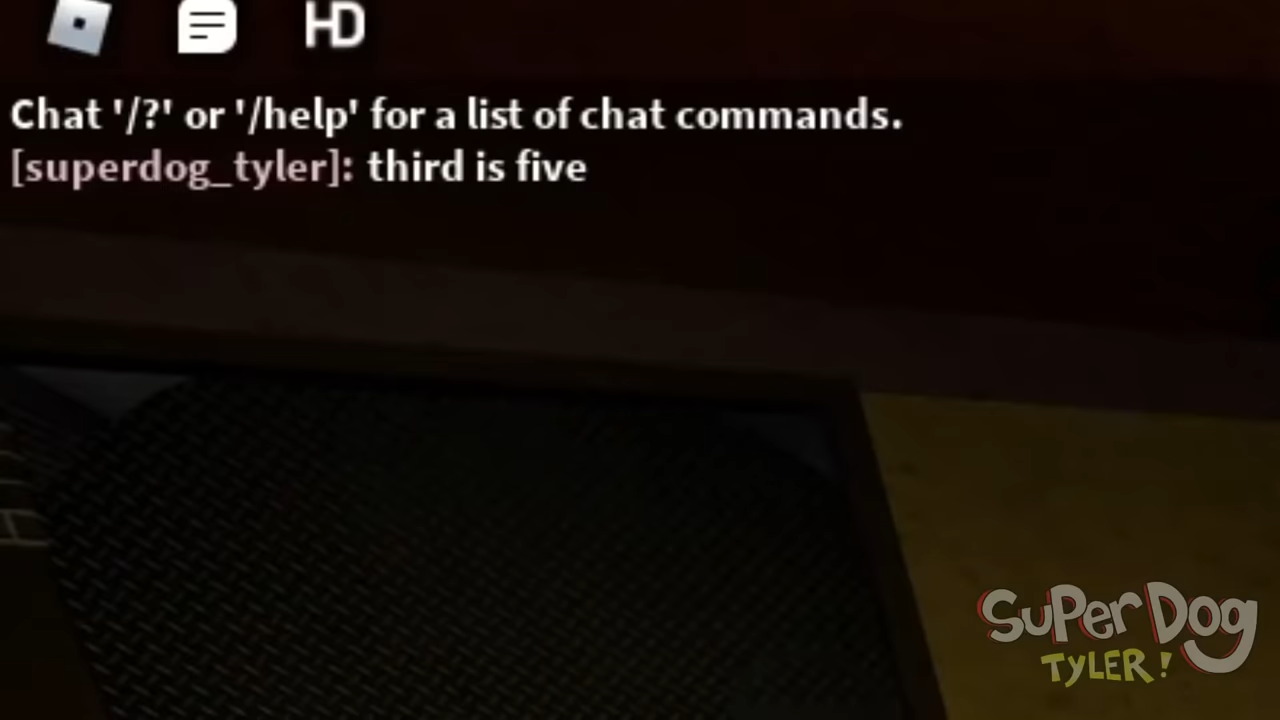 HD
Chat '/?' or '/help' for a list of chat commands.
[superdog_tyler]: third is five
SuPer Dog
TYLER!